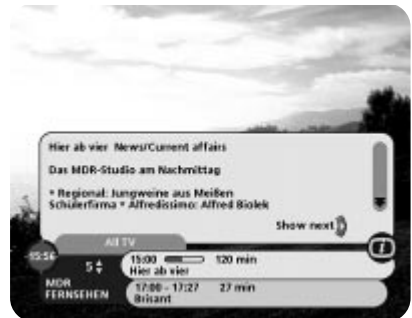 Hier ab vier News/Current affairs
Das MDR-Studio am Nachmittag
* Regional: Jungweine aus Meißen
Schülerfirma * Alfredissimo: Alfred Biolek
Show next
All TV
15:56
5
15:00 120 min
Hier ab vier
MDR
FERNSEHEN
17:00 - 17:27 27 min
Brisant
i